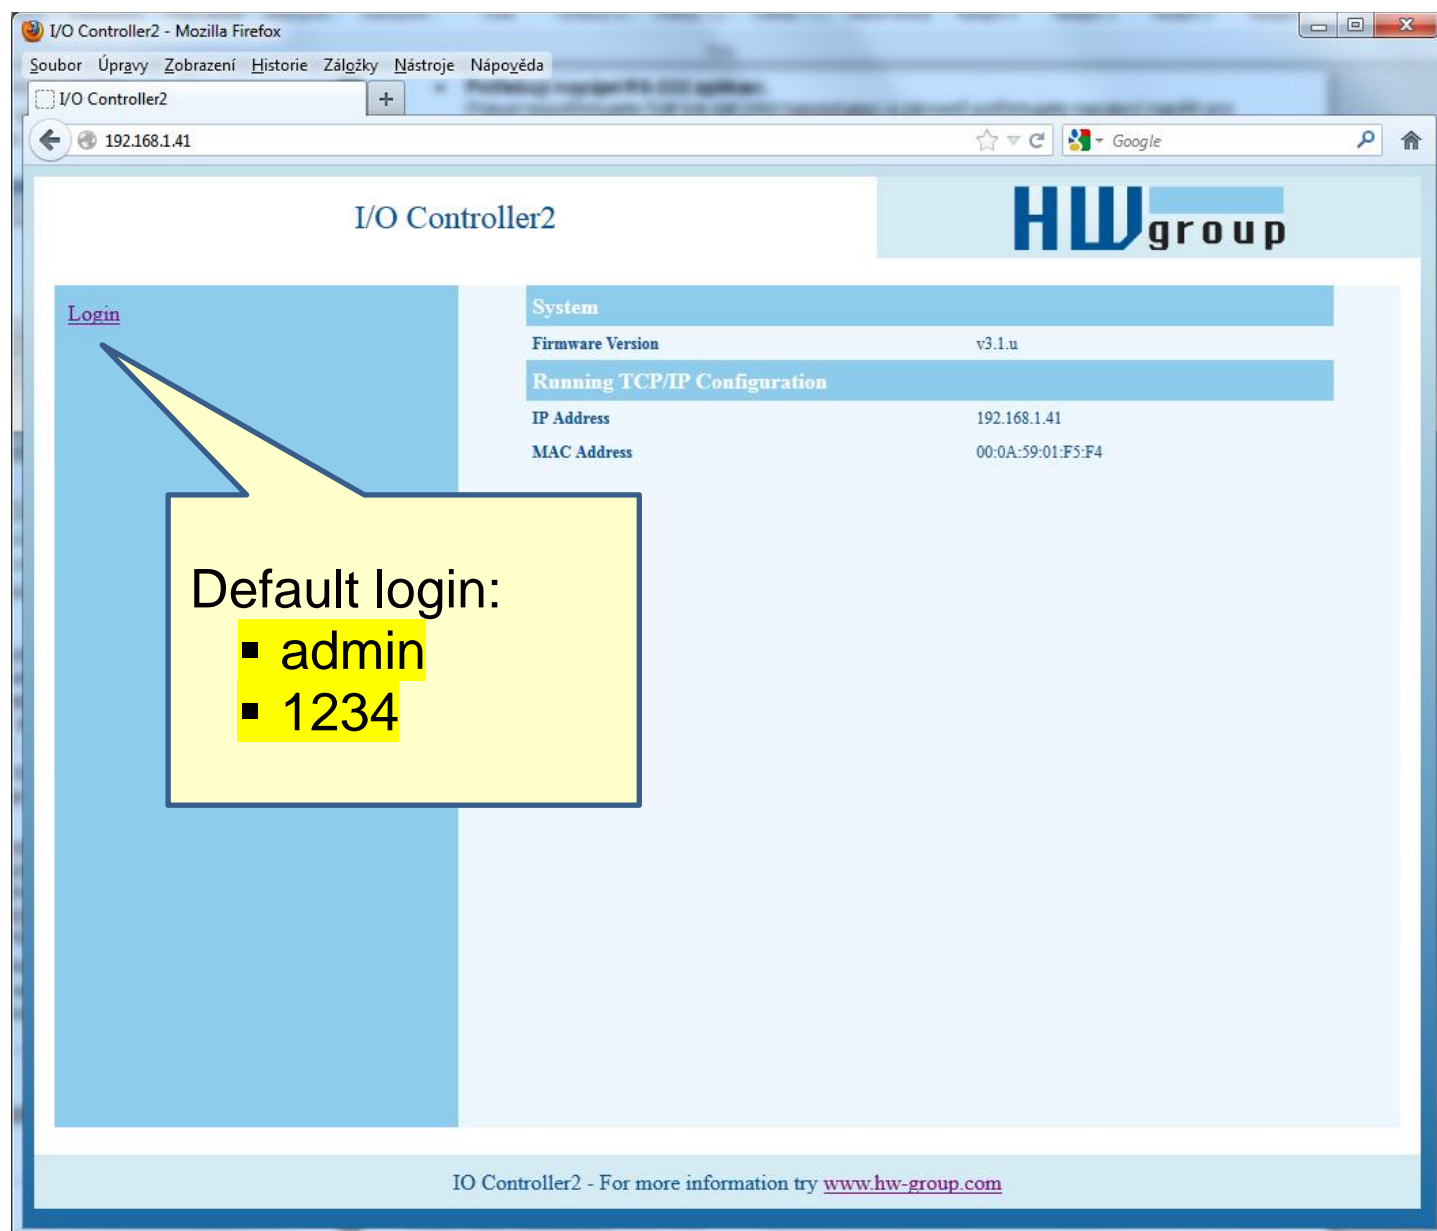 I/O Controller2 - Mozilla Firefox
Soubor Úpravy Zobrazení Historie Záložky Nástroje Nápověda
I/O Controller2
192.168.1.41
Google
I/O Controller2
HW group
Login
System
Firmware Version v3.1.u
Running TCP/IP Configuration
IP Address 192.168.1.41
MAC Address 00:0A:59:01:F5:F4
Default login:
▪ admin
▪ 1234
IO Controller2 - For more information try www.hw-group.com